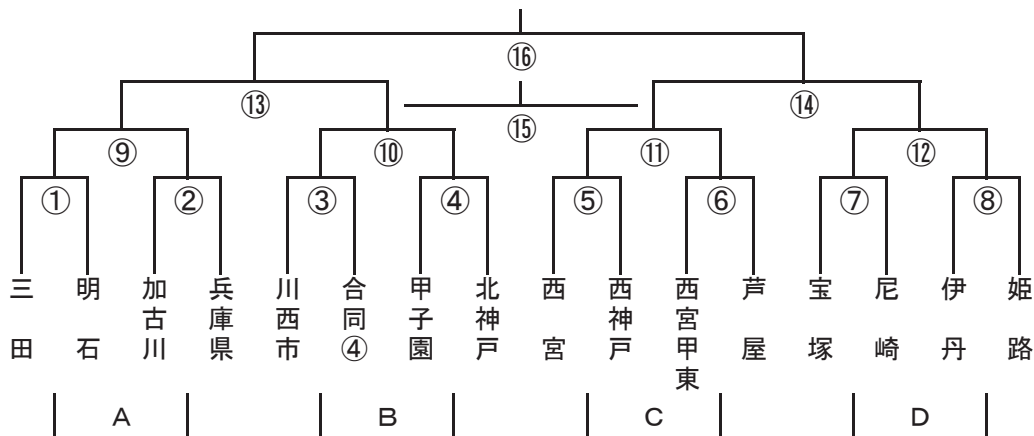 ⑯
⑬
⑭
⑮
⑨
⑩
⑪
⑫
①
②
③
④
⑤
⑥
⑦
⑧
三田
明石
加古川
兵庫県
川西市
合同④
甲子園
北神戸
西宮
西神戸
西宮甲東
芦屋
宝塚
尼崎
伊丹
姫路
A
B
C
D